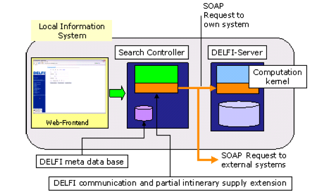 SOAP
Request to
own system
Local Information
System
Search Controller
DELFI-Server
DELFI
Computation
kernel
Web-Frontend
DELFI meta data base
SOAP Request to
external systems
DELFI communication and partial intinerary supply extension